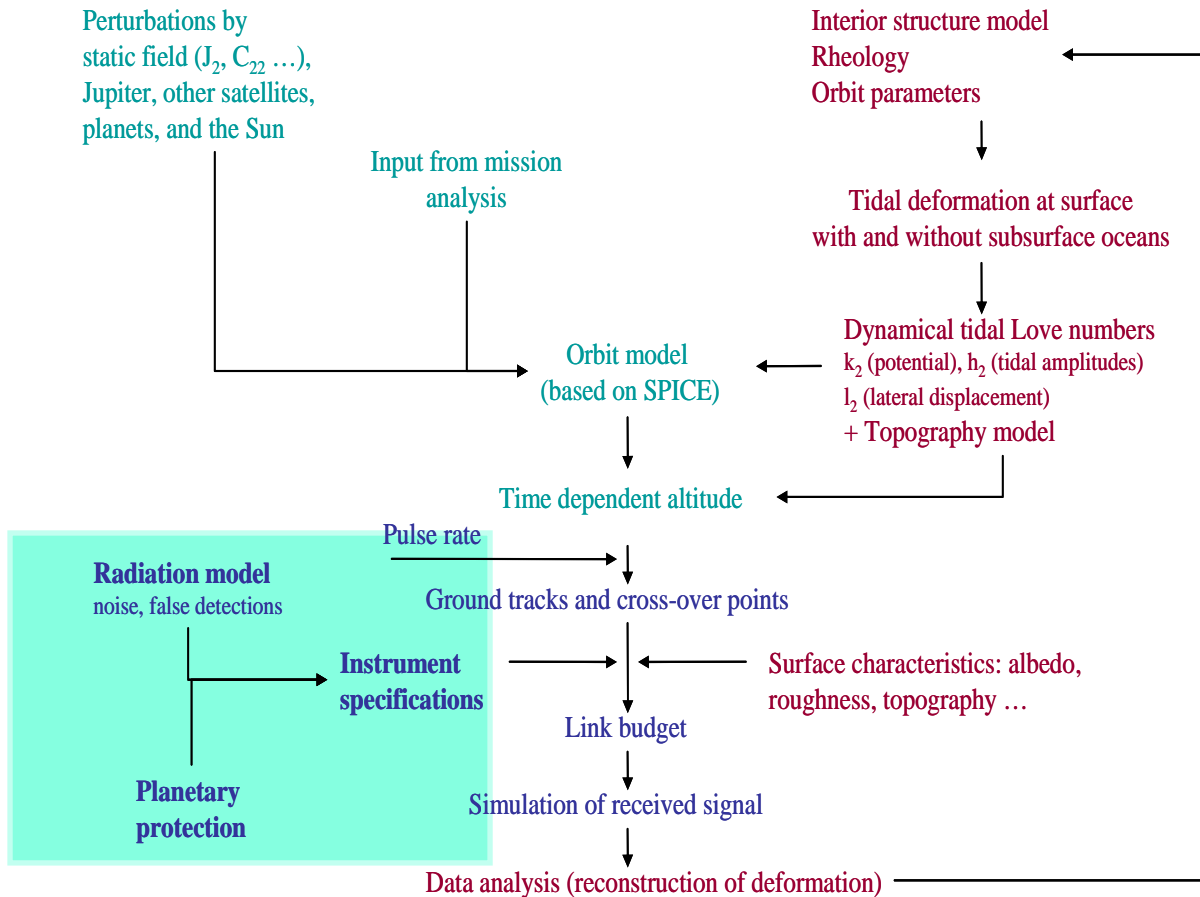 Perturbations by
static field (J2, C22 …),
Jupiter, other satellites,
planets, and the Sun
Input from mission
analysis
Interior structure model
Rheology
Orbit parameters
Tidal deformation at surface
with and without subsurface oceans
Dynamical tidal Love numbers
k2 (potential), h2 (tidal amplitudes)
l2 (lateral displacement)
+ Topography model
Orbit model
(based on SPICE)
Time dependent altitude
Pulse rate
Ground tracks and cross-over points
Radiation model
noise, false detections
Instrument
specifications
Planetary
protection
Surface characteristics: albedo,
roughness, topography …
Link budget
Simulation of received signal
Data analysis (reconstruction of deformation)